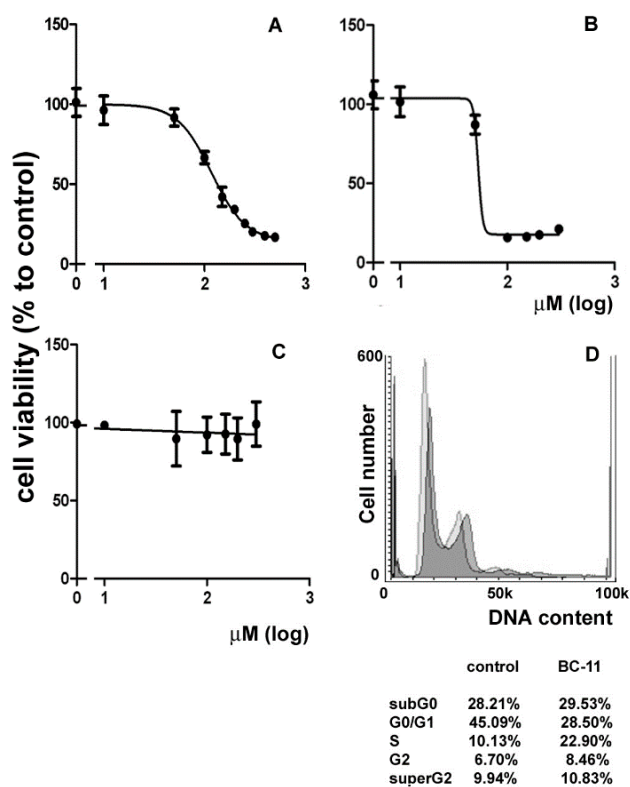 A
150
100
50
0
0
1
2
3
B
150
100
50
0
0
1
2
3
µM (log)
cell viability (% to control)
C
150
100
50
0
0
1
2
3
µM (log)
D
600
Cell number
0
0
50k
100k
DNA content
control BC-11
subG0 28.21% 29.53%
G0/G1 45.09% 28.50%
S 10.13% 22.90%
G2 6.70% 8.46%
superG2 9.94% 10.83%